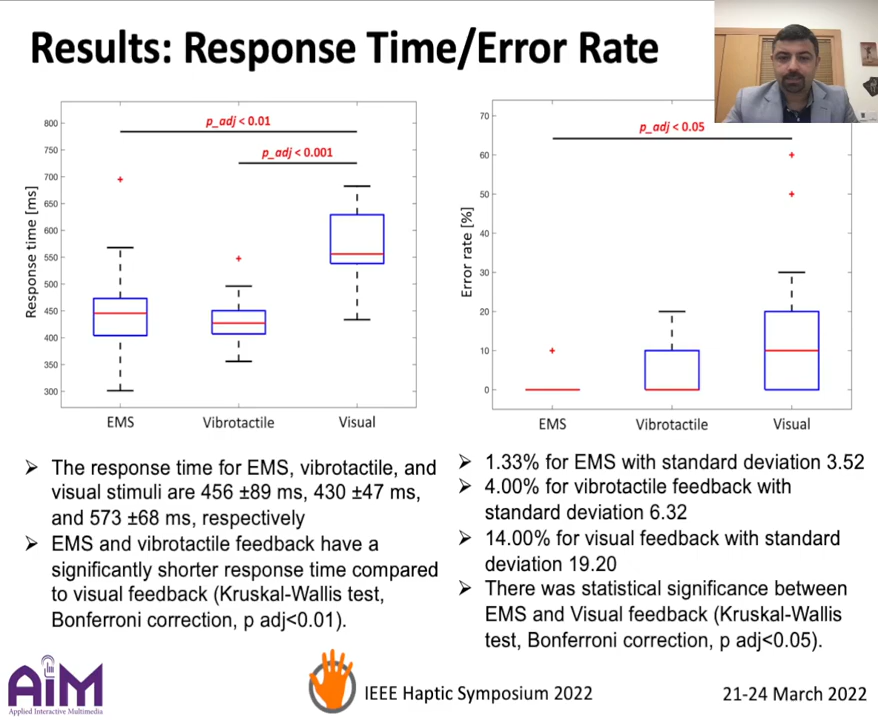 Results: Response Time/Error Rate
800
750
700
650
600
550
500
450
400
350
300
Response time [ms]
p_adj < 0.01
p_adj < 0.001
EMS
Vibrotactile
Visual
70
60
50
40
30
20
10
0
Error rate [%]
p_adj < 0.05
EMS
Vibrotactile
Visual
The response time for EMS, vibrotactile, and
visual stimuli are 456 ±89 ms, 430 ±47 ms,
and 573 ±68 ms, respectively
EMS and vibrotactile feedback have a
significantly shorter response time compared
to visual feedback (Kruskal-Wallis test,
Bonferroni correction, p adj<0.01).
1.33% for EMS with standard deviation 3.52
4.00% for vibrotactile feedback with
standard deviation 6.32
14.00% for visual feedback with standard
deviation 19.20
There was statistical significance between
EMS and Visual feedback (Kruskal-Wallis
test, Bonferroni correction, p adj<0.05).
AiM
Applied Interactive Multimedia
IEEE Haptic Symposium 2022
21-24 March 2022